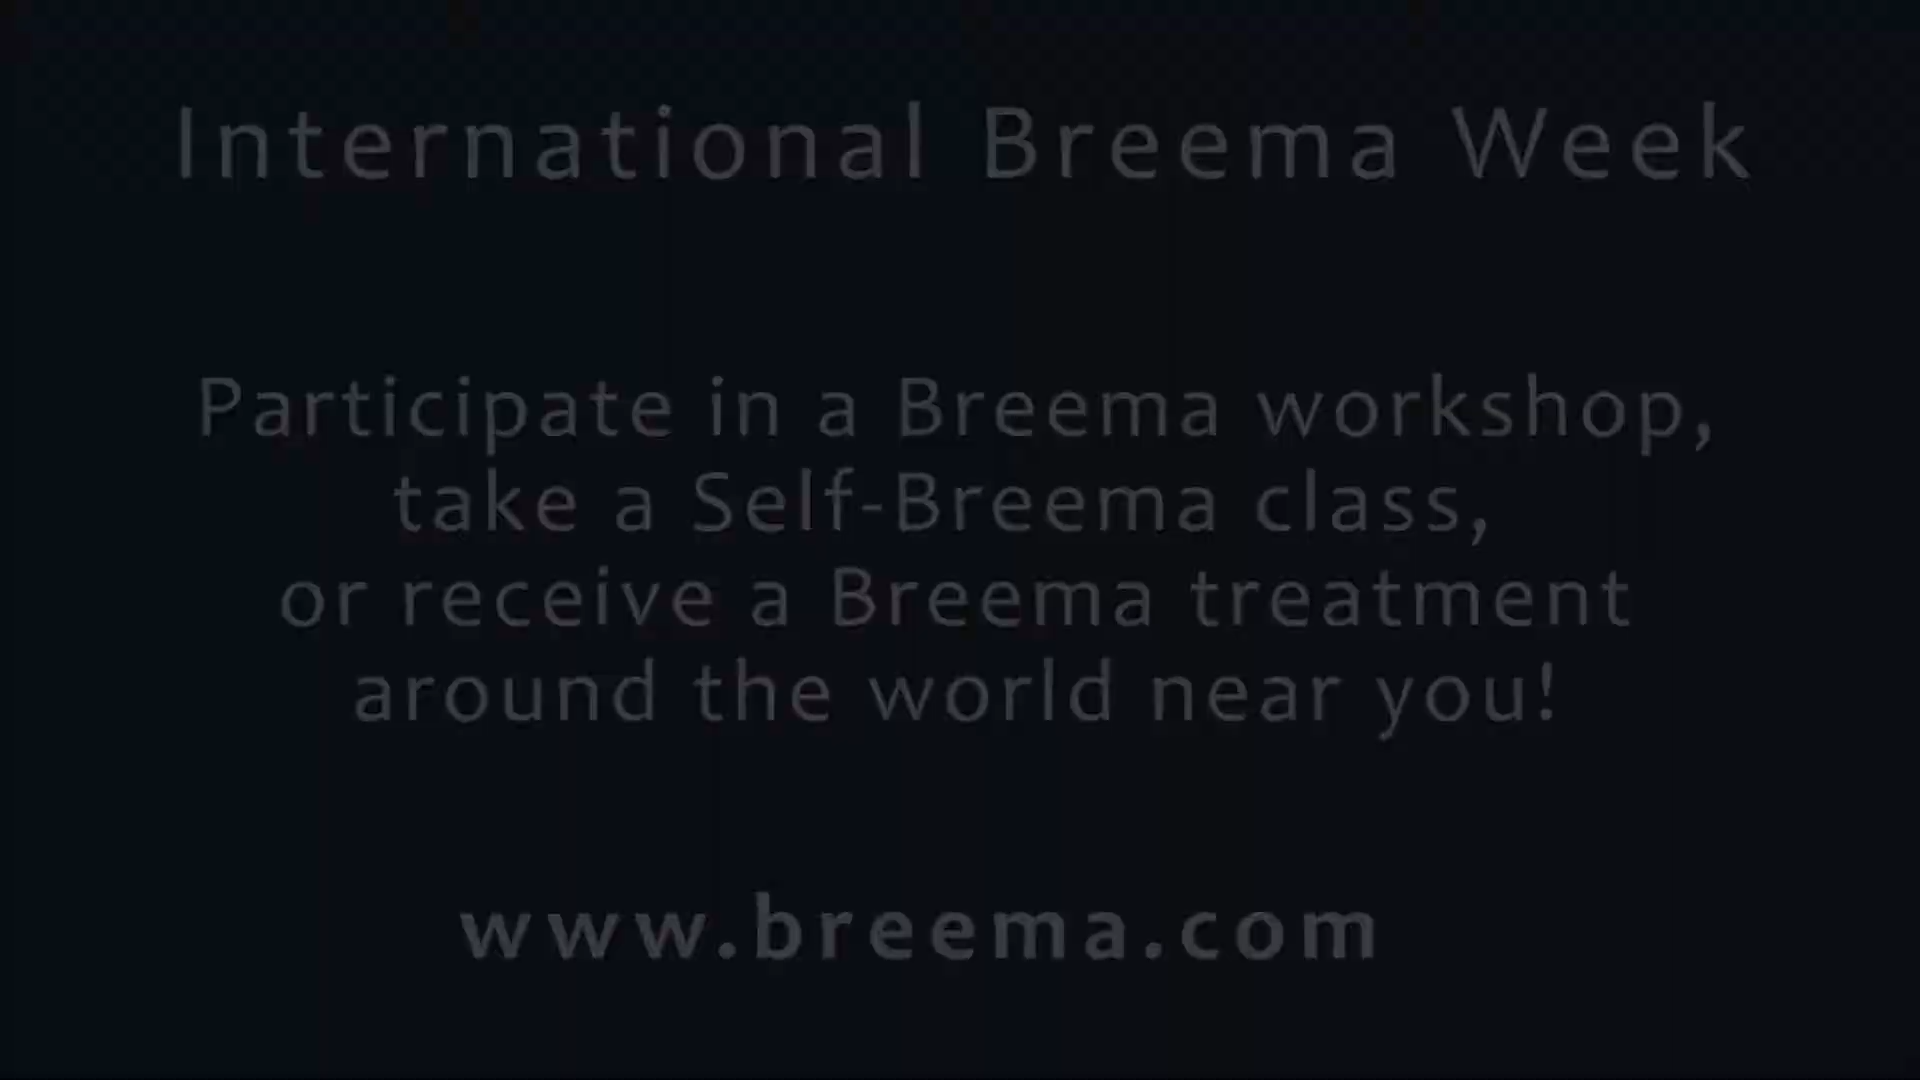 International Breema Week
Participate in a Breema workshop,
take a Self-Breema class,
or receive a Breema treatment
around the world near you!
www.breema.com